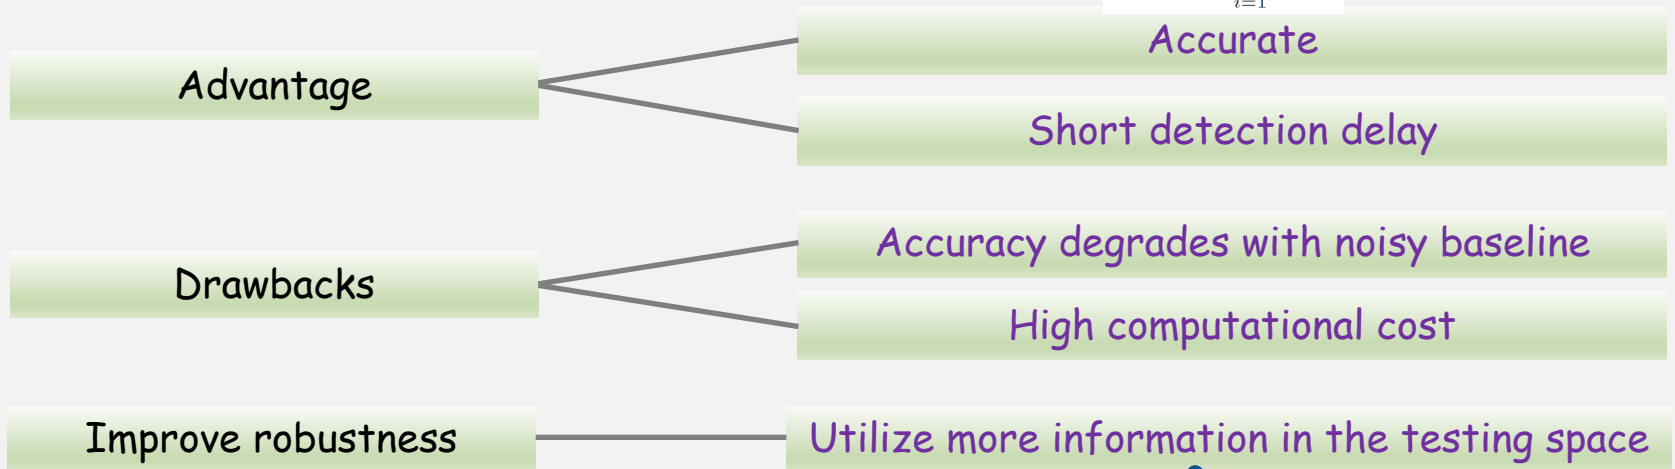 i=1
Advantage
Accurate
Short detection delay
Drawbacks
Accuracy degrades with noisy baseline
High computational cost
Improve robustness
Utilize more information in the testing space